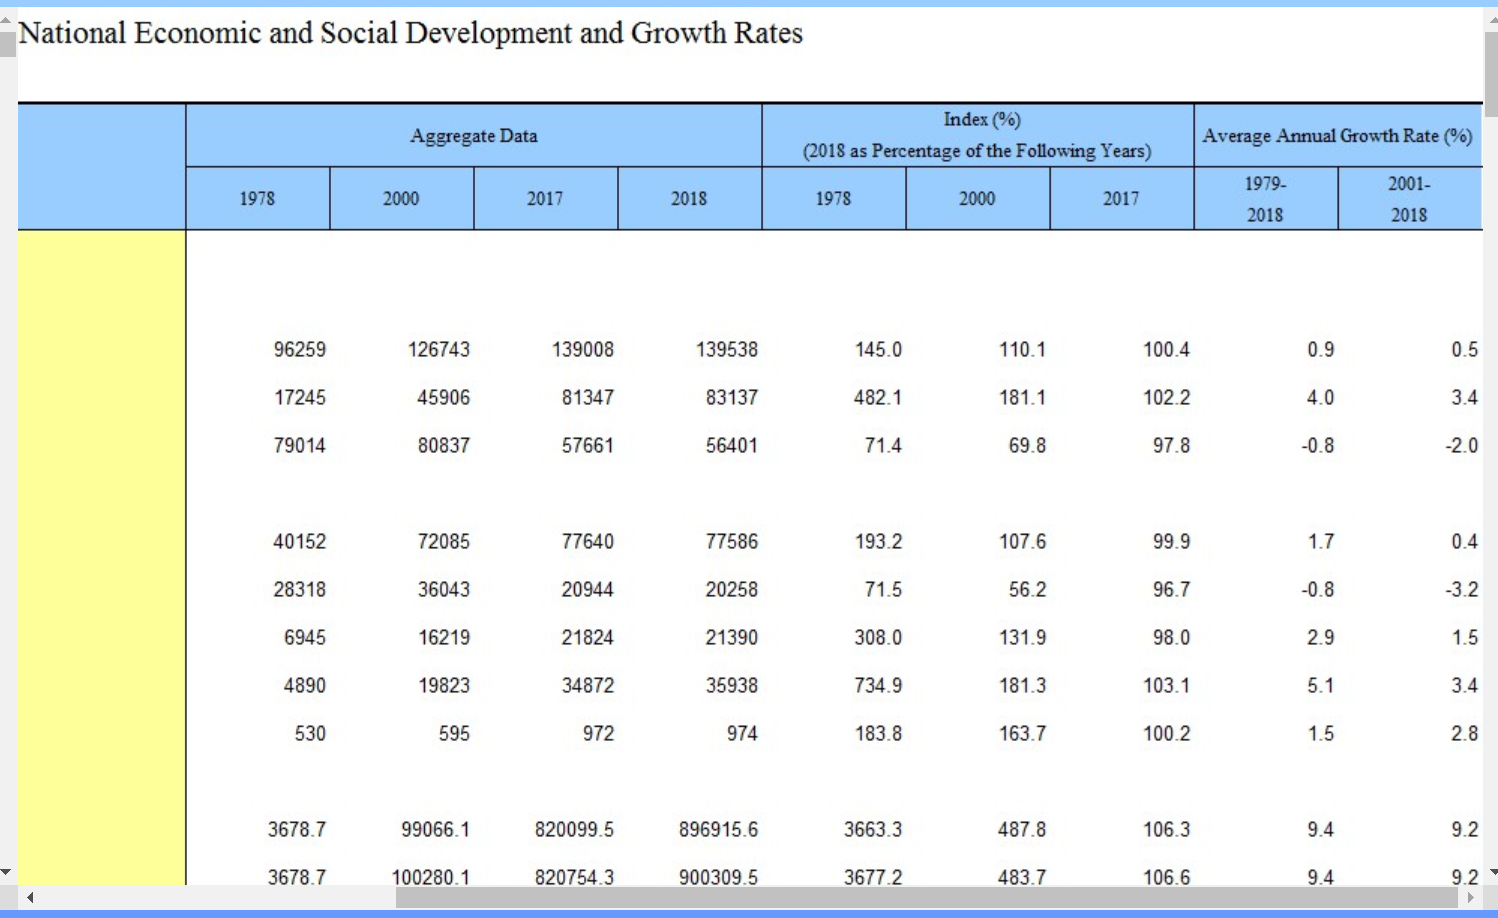 National Economic and Social Development and Growth Rates
Aggregate Data
Index (%)
(2018 as Percentage of the Following Years)
Average Annual Growth Rate (%)
1978 2000 2017 2018 1978 2000 2017 1979-2018 2001-2018
96259 126743 139008 139538 145.0 110.1 100.4 0.9 0.5
17245 45906 81347 83137 482.1 181.1 102.2 4.0 3.4
79014 80837 57661 56401 71.4 69.8 97.8 -0.8 -2.0
40152 72085 77640 77586 193.2 107.6 99.9 1.7 0.4
28318 36043 20944 20258 71.5 56.2 96.7 -0.8 -3.2
6945 16219 21824 21390 308.0 131.9 98.0 2.9 1.5
4890 19823 34872 35938 734.9 181.3 103.1 5.1 3.4
530 595 972 974 183.8 163.7 100.2 1.5 2.8
3678.7 99066.1 820099.5 896915.6 3663.3 487.8 106.3 9.4 9.2
3678.7 100280.1 820754.3 900309.5 3677.2 483.7 106.6 9.4 9.2